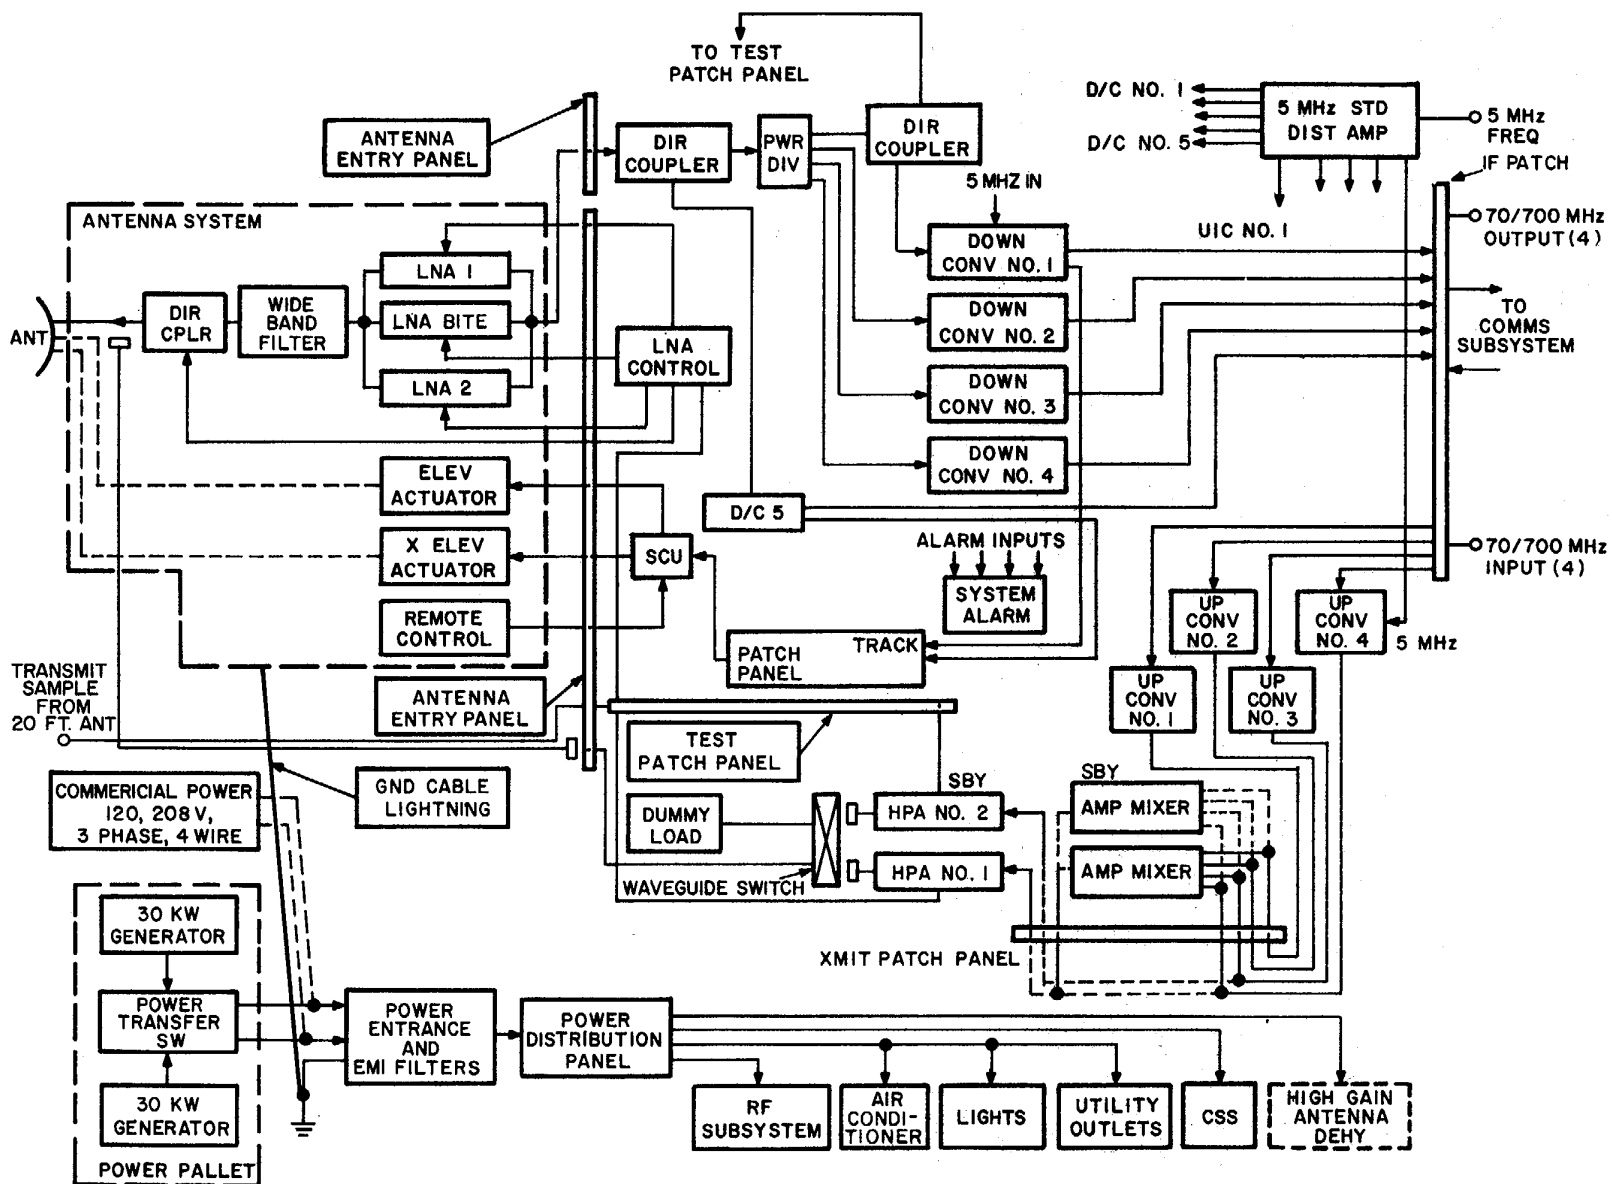 TO TEST
PATCH PANEL
D/C NO. 1
D/C NO. 5
5 MHz STD
DIST AMP
5 MHz
FREQ
IF PATCH
ANTENNA
ENTRY PANEL
DIR
COUPLER
PWR
DIV
DIR
COUPLER
5 MHZ IN
70/700 MHz
OUTPUT (4)
UIC NO. 1
ANTENNA SYSTEM
LNA 1
LNA BITE
LNA 2
DIR
CPLR
WIDE
BAND
FILTER
ANT
LNA
CONTROL
DOWN
CONV NO. 1
DOWN
CONV NO. 2
DOWN
CONV NO. 3
DOWN
CONV NO. 4
TO
COMMS
SUBSYSTEM
ELEV
ACTUATOR
X ELEV
ACTUATOR
REMOTE
CONTROL
SCU
D/C 5
ALARM INPUTS
SYSTEM
ALARM
TRACK
PATCH
PANEL
70/700 MHz
INPUT (4)
UP
CONV
NO. 2
UP
CONV
NO. 4
5 MHz
UP
CONV
NO. 1
UP
CONV
NO. 3
TRANSMIT
SAMPLE
FROM
20 FT. ANT
ANTENNA
ENTRY PANEL
TEST
PATCH PANEL
GND CABLE
LIGHTNING
COMMERICIAL POWER
120, 208V,
3 PHASE, 4 WIRE
DUMMY
LOAD
SBY
HPA NO. 2
HPA NO. 1
WAVEGUIDE SWITCH
SBY
AMP MIXER
AMP MIXER
XMIT PATCH PANEL
30 KW
GENERATOR
POWER
TRANSFER
SW
30 KW
GENERATOR
POWER PALLET
POWER
ENTRANCE
AND
EMI FILTERS
POWER
DISTRIBUTION
PANEL
RF
SUBSYSTEM
AIR
CONDI-
TIONER
LIGHTS
UTILITY
OUTLETS
CSS
HIGH GAIN
ANTENNA
DEHY